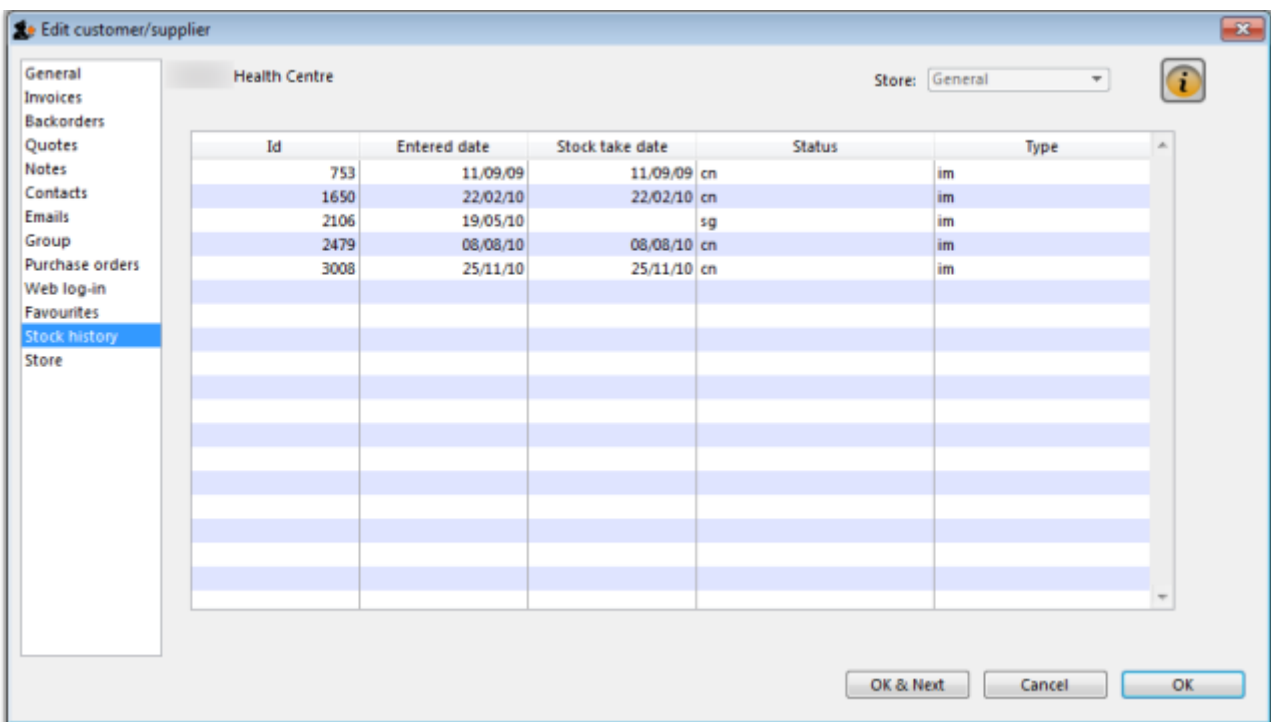 Edit customer/supplier
General
Invoices
Backorders
Quotes
Notes
Contacts
Emails
Group
Purchase orders
Web log-in
Favourites
Stock history
Store
Health Centre
Store: General
Id Entered date Stock take date Status Type
753 11/09/09 11/09/09 cn im
1650 22/02/10 22/02/10 cn im
2106 19/05/10 sg im
2479 08/08/10 08/08/10 cn im
3008 25/11/10 25/11/10 cn im
OK & Next Cancel OK